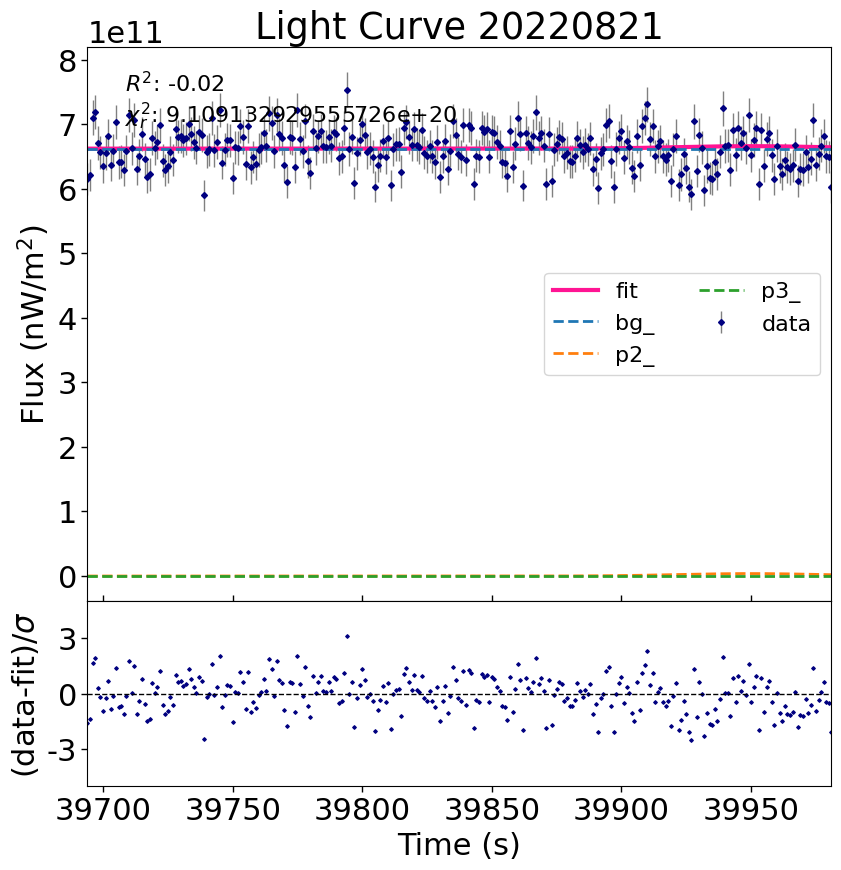 Light Curve 20220821
1e11
R²: -0.02
χ²ᵣ: 9.109132929555726e+20
8
7
6
5
4
3
2
1
0
Flux (nW/m²)
fit
bg_
p2_
p3_
data
3
0
-3
(data-fit)/σ
39700 39750 39800 39850 39900 39950
Time (s)